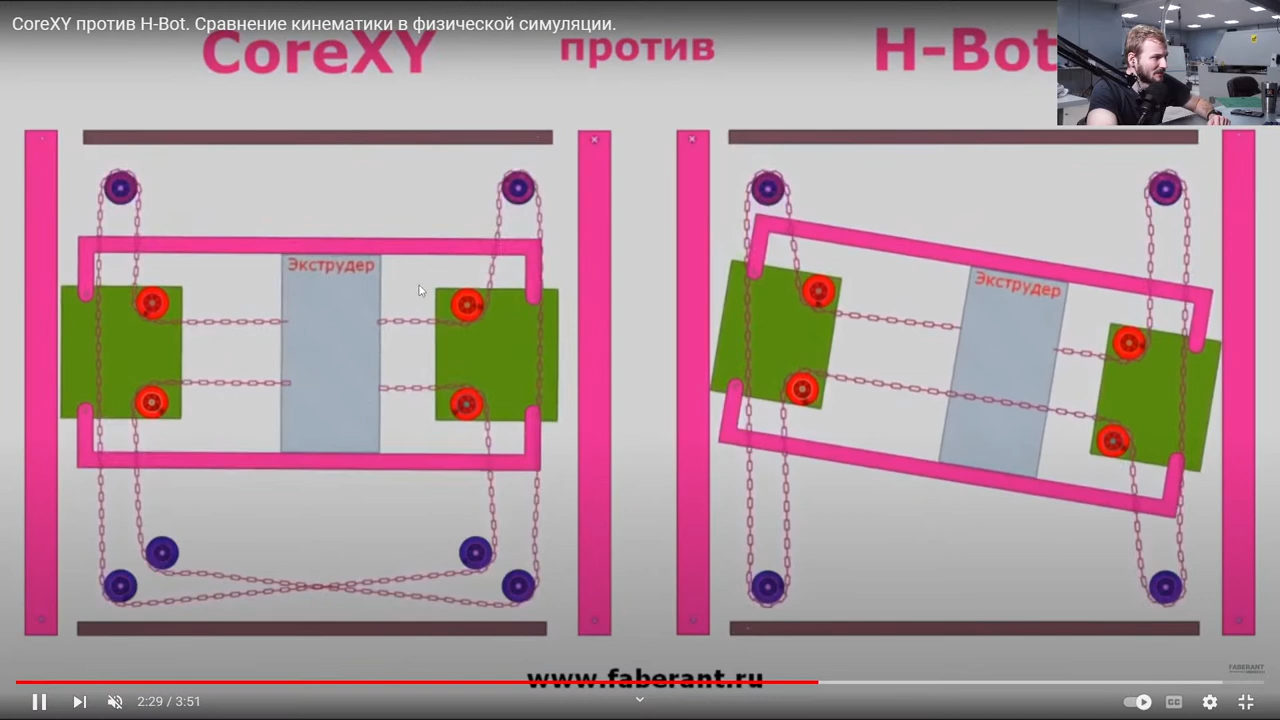 CoreXY против H-Bot. Сравнение кинематики в физической симуляции.
CoreXY против H-Bot
Экструдер
Экструдер
www.faberant.ru
FABERANT
2:29 / 3:51
CC